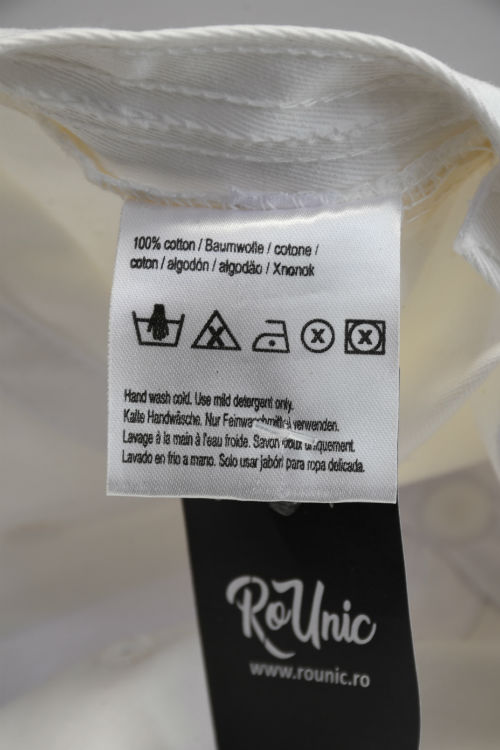 100% cotton / Baumwolle / cotone /
coton / algodón / algodão / Xnonok
Hand wash cold. Use mild detergent only.
Kalte Handwäsche. Nur Feinwaschmittel verwenden.
Lavage à la main à l'eau froide. Savon doux uniquement.
Lavado en frio a mano. Solo usar jabón para ropa delicada.
RoUnic
www.rounic.ro